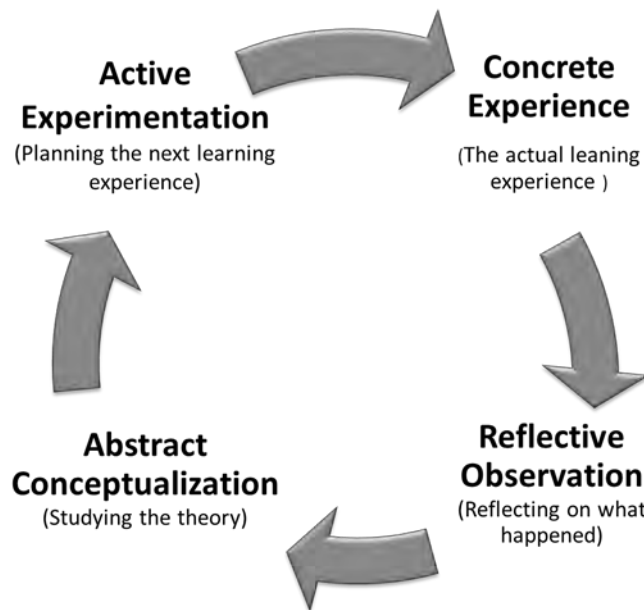 Active
Experimentation
(Planning the next learning
experience)
Concrete
Experience
(The actual leaning
experience )
Reflective
Observation
(Reflecting on what
happened)
Abstract
Conceptualization
(Studying the theory)